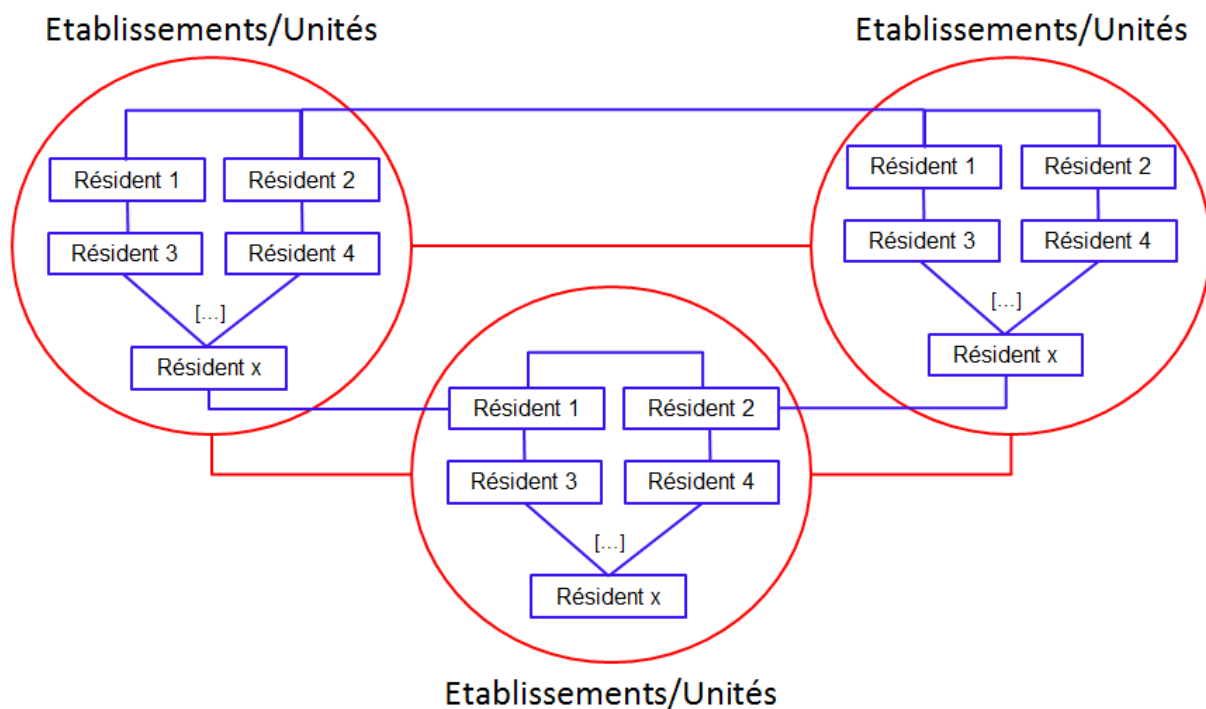 Etablissements/Unités
Etablissements/Unités
Résident 1
Résident 2
Résident 3
Résident 4
[...]
Résident x
Résident 1
Résident 2
Résident 3
Résident 4
[...]
Résident x
Résident 1
Résident 2
Résident 3
Résident 4
[...]
Résident x
Etablissements/Unités